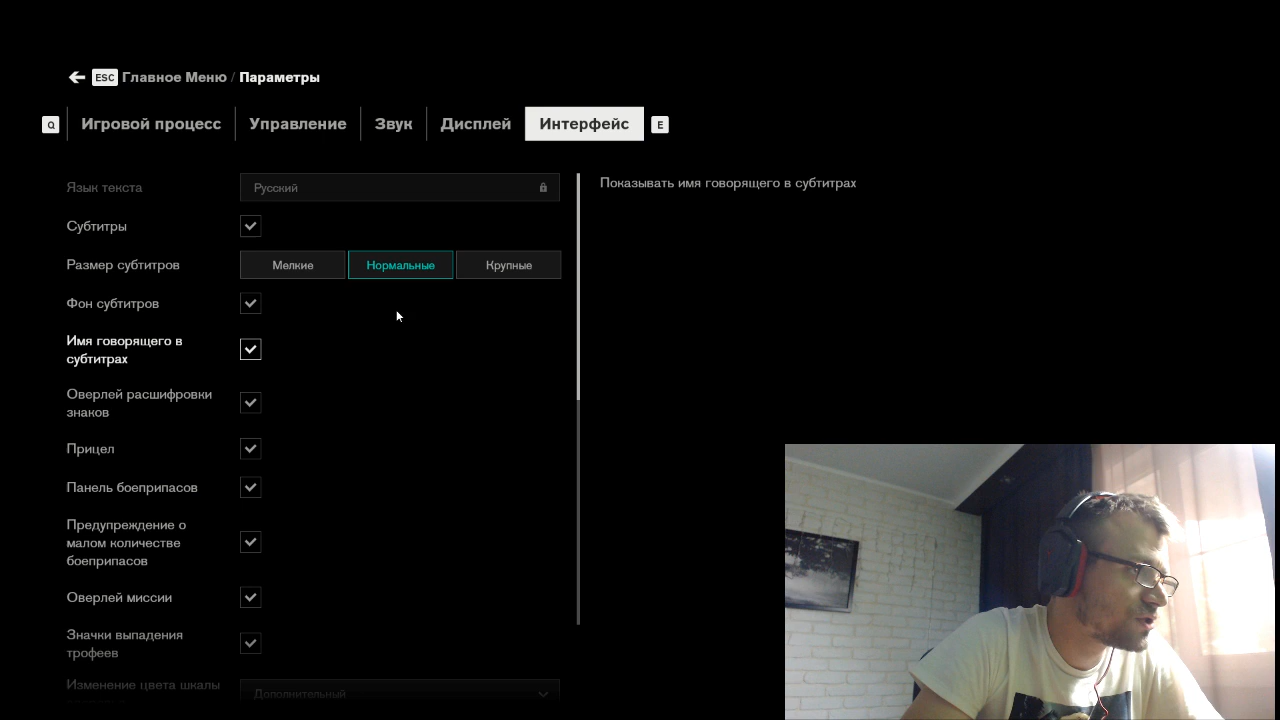 ESC Главное Меню / Параметры
Q Игровой процесс Управление Звук Дисплей Интерфейс E
Язык текста Русский
Показывать имя говорящего в субтитрах
Субтитры
Размер субтитров Мелкие Нормальные Крупные
Фон субтитров
Имя говорящего в
субтитрах
Оверлей расшифровки
знаков
Прицел
Панель боеприпасов
Предупреждение о
малом количестве
боеприпасов
Оверлей миссии
Значки выпадения
трофеев
Изменение цвета шкалы
Дополнительный